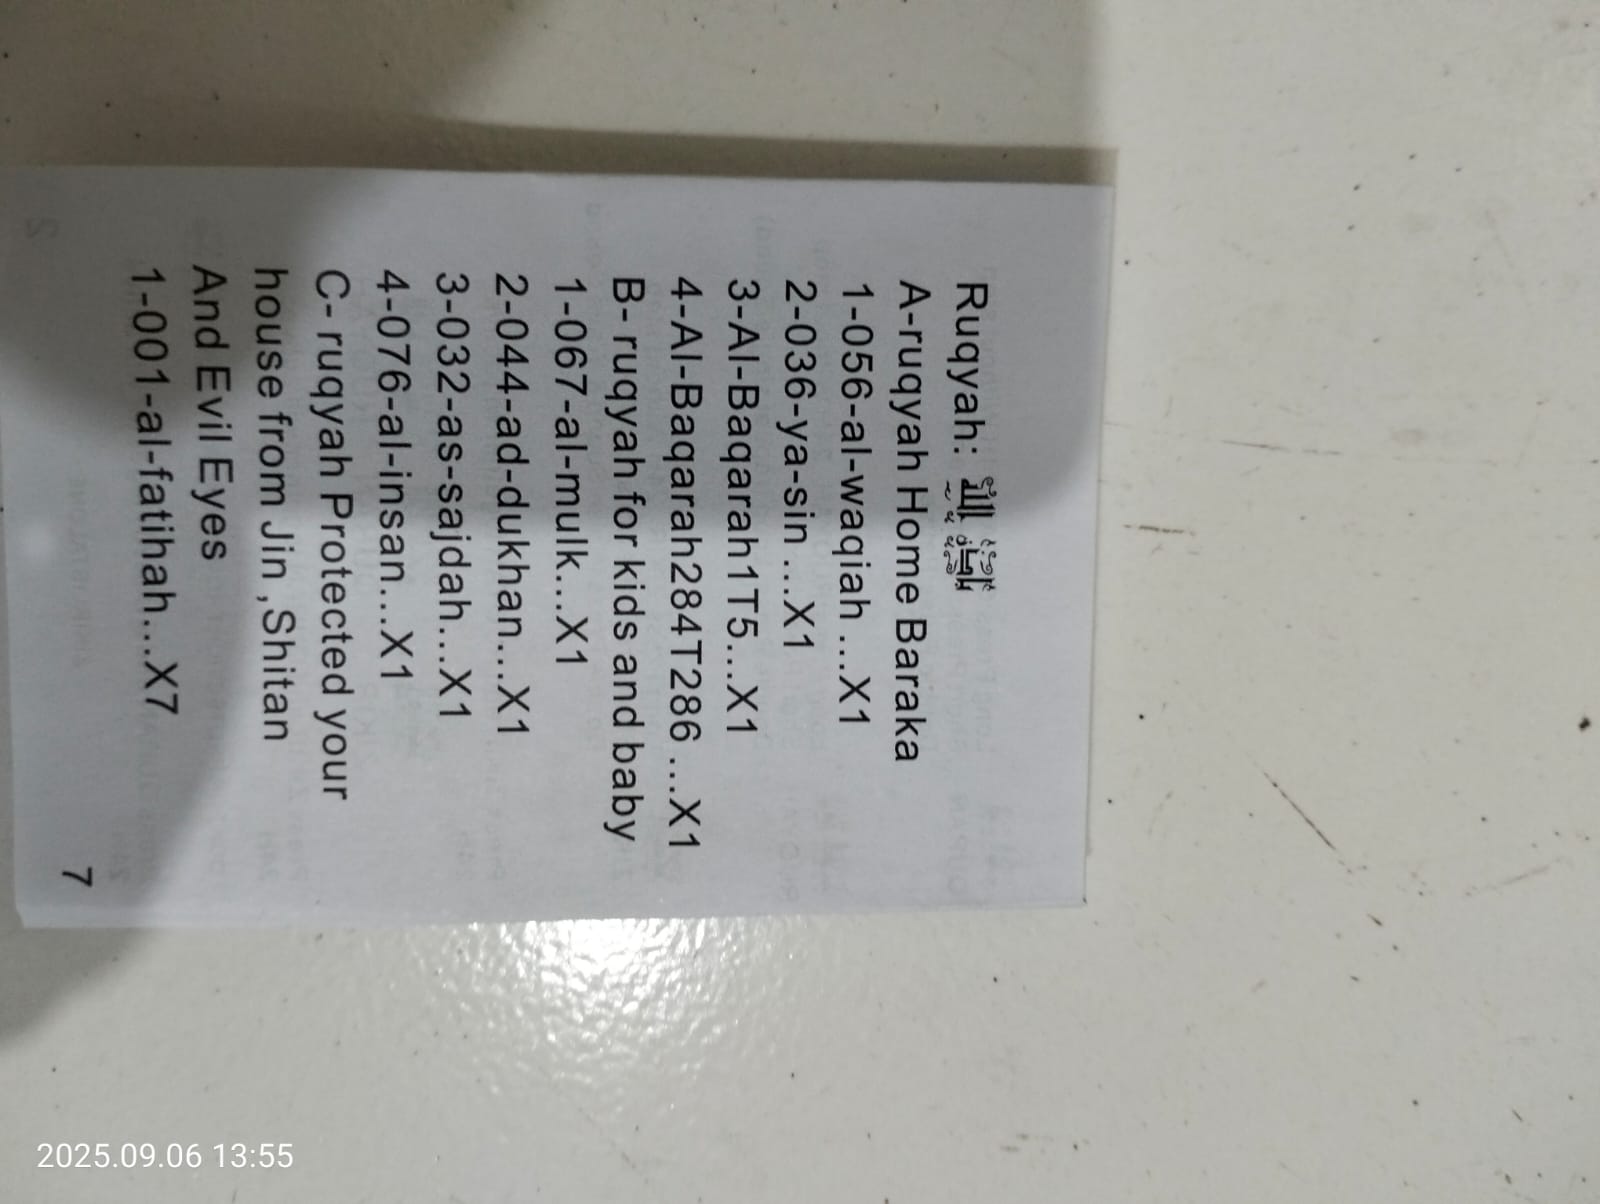 Ruqyah:
A-ruqyah Home Baraka
1-056-al-waqiah ...X1
2-036-ya-sin ...X1
3-Al-Baqarah1T5...X1
4-Al-Baqarah284T286 ...X1
B- ruqyah for kids and baby
1-067-al-mulk...X1
2-044-ad-dukhan...X1
3-032-as-sajdah...X1
4-076-al-insan...X1
C- ruqyah Protected your
house from Jin ,Shitan
And Evil Eyes
1-001-al-fatihah...X7
7
2025.09.06 13:55